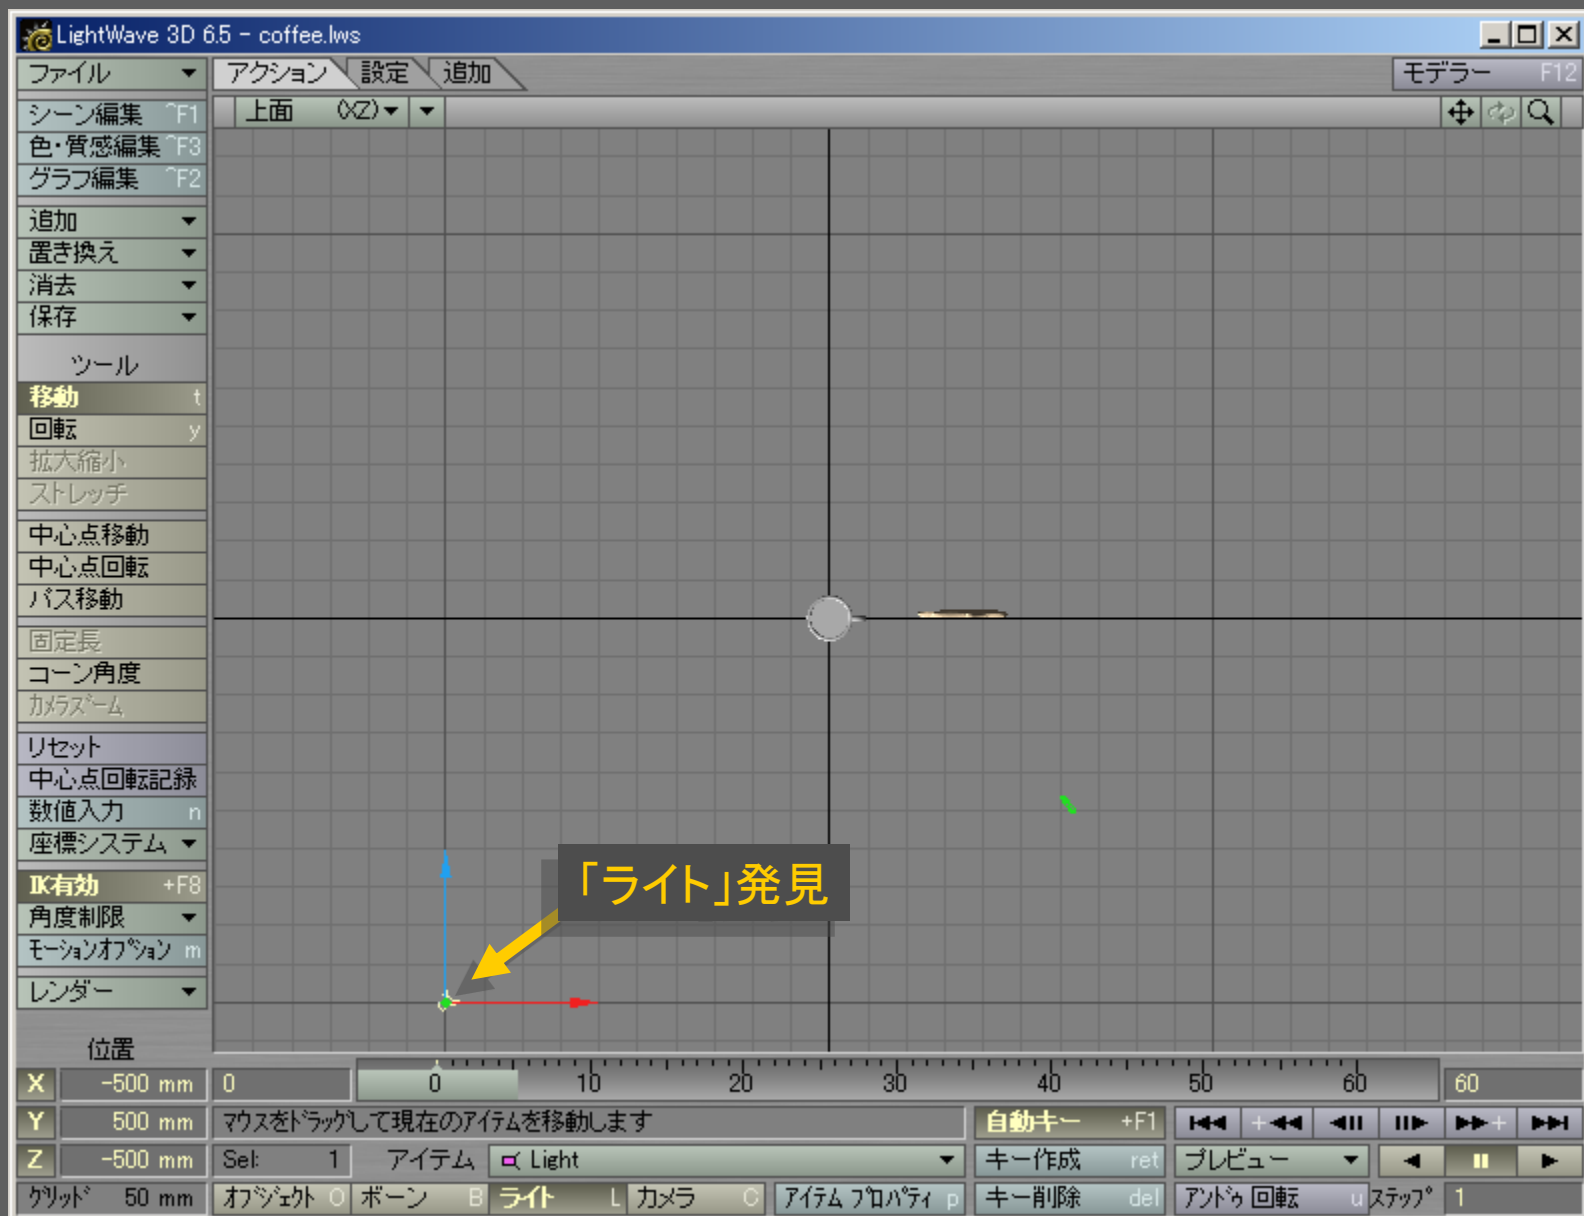 LightWave 3D 6.5 - coffee.lws
ファイル
アクション 設定 追加
モデラー F12
上面 (XZ)
シーン編集 ^F1
色・質感編集 ^F3
グラフ編集 ^F2
追加
置き換え
消去
保存
ツール
移動 t
回転 y
拡大縮小
ストレッチ
中心点移動
中心点回転
パス移動
固定長
コーン角度
カメラズーム
リセット
中心点回転記録
数値入力 n
座標システム
IK有効 +F8
角度制限
モーションオプション m
レンダー
「ライト」発見
位置
X -500 mm 0 0 10 20 30 40 50 60 60
Y 500 mm マウスをドラッグして現在のアイテムを移動します 自動キー +F1
Z -500 mm Sel: 1 アイテム Light キー作成 ret プレビュー
グリッド 50 mm オブジェクト O ボーン B ライト L カメラ C アイテム プロパティ p キー削除 del アンドゥ 回転 u ステップ 1